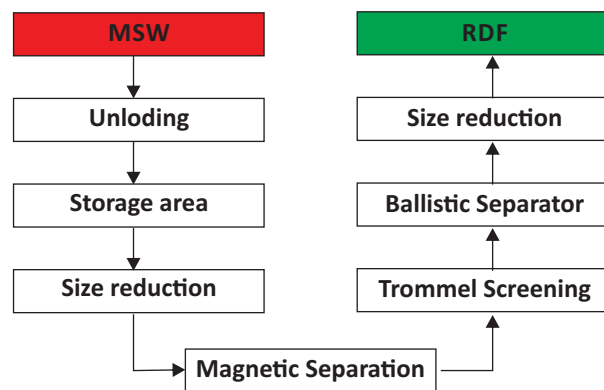 MSW
Unloding
Storage area
Size reduction
Magnetic Separation
Trommel Screening
Ballistic Separator
Size reduction
RDF